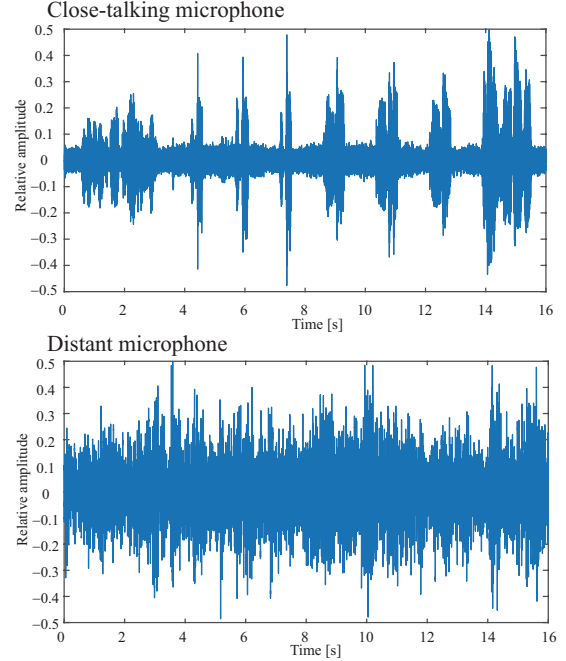 Close-talking microphone
0.5
0.4
0.3
0.2
0.1
0
−0.1
−0.2
−0.3
−0.4
−0.5
Relative amplitude
0 2 4 6 8 10 12 14 16
Time [s]
Distant microphone
0.5
0.4
0.3
0.2
0.1
0
−0.1
−0.2
−0.3
−0.4
−0.5
Relative amplitude
0 2 4 6 8 10 12 14 16
Time [s]